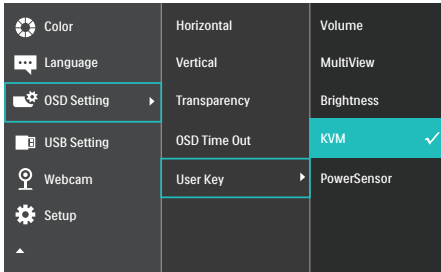 Color
Language
OSD Setting
USB Setting
Webcam
Setup
Horizontal
Vertical
Transparency
OSD Time Out
User Key
Volume
MultiView
Brightness
KVM
PowerSensor